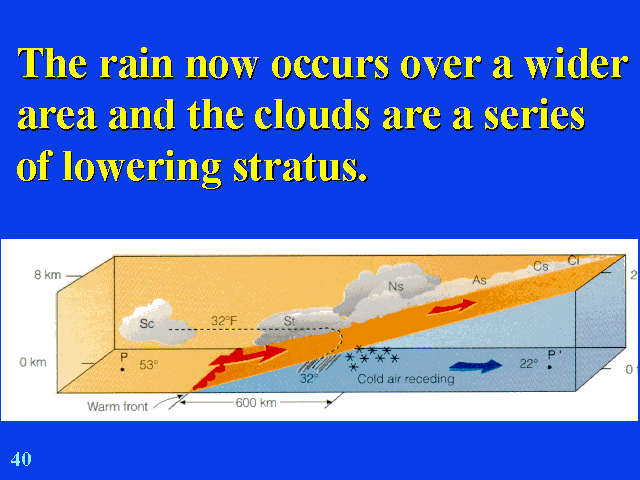 The rain now occurs over a wider
area and the clouds are a series
of lowering stratus.
8 km
Sc
32°F
St
Ns
As
Cs
Ci
2
0 km
P
53°
32°
Cold air receding
22°
P'
0
Warm front
600 km
40